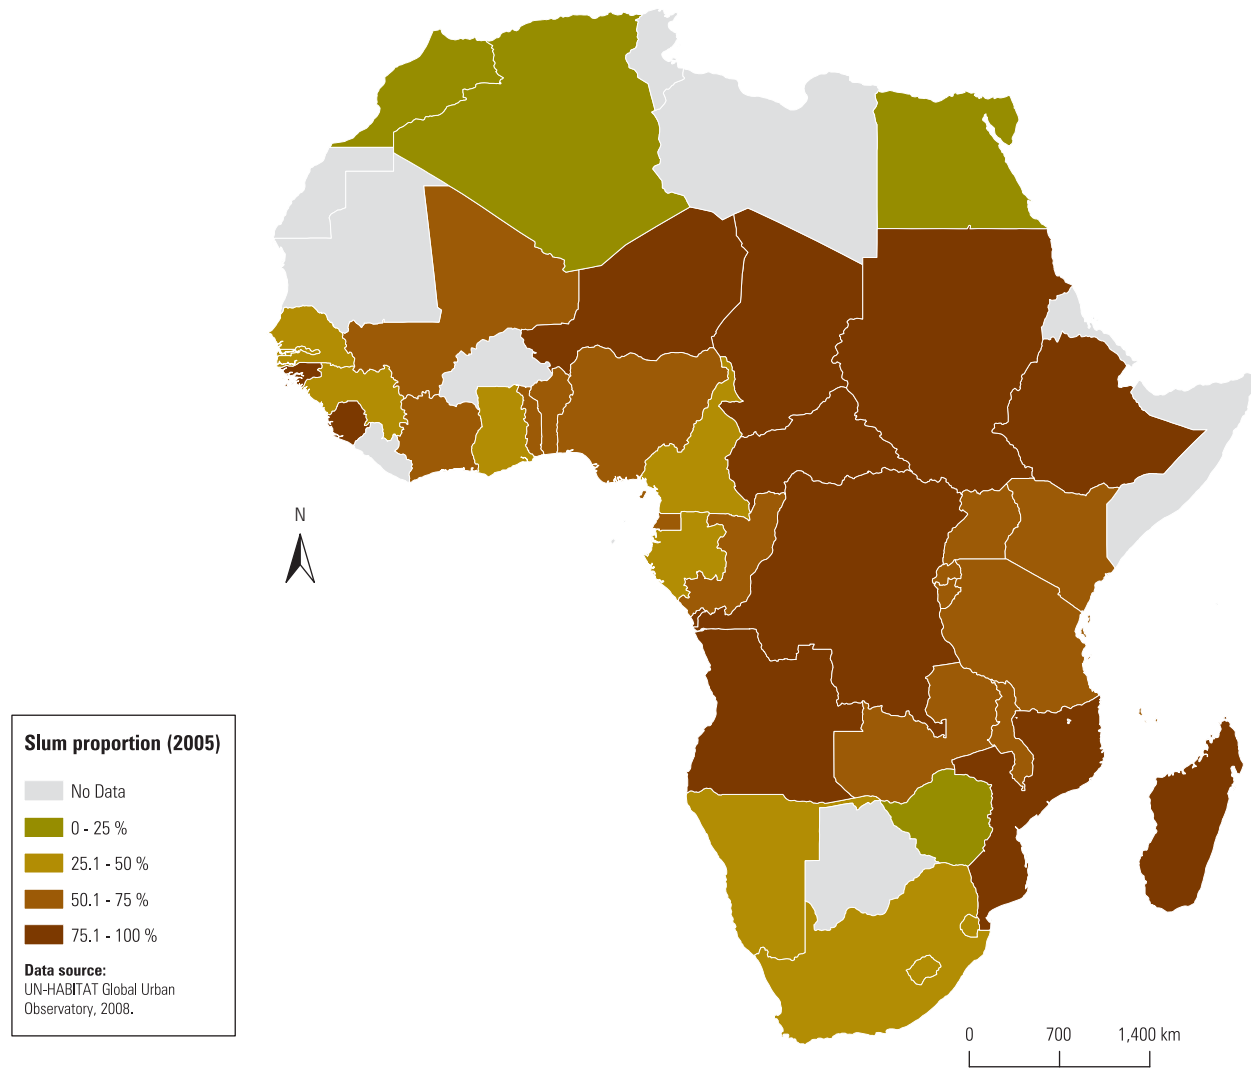 N
Slum proportion (2005)
No Data
0 - 25 %
25.1 - 50 %
50.1 - 75 %
75.1 - 100 %
Data source:
UN-HABITAT Global Urban
Observatory, 2008.
0 700 1,400 km